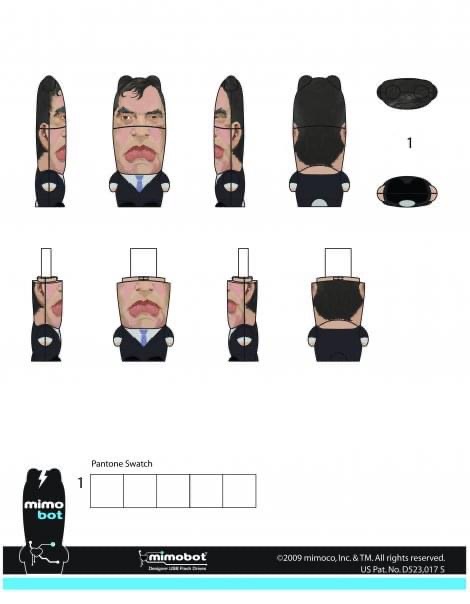 1
Pantone Swatch
1
mimo
bot
mimobot
Designer USB Flash Drives
©2009 mimoco, Inc. & TM. All rights reserved.
US Pat. No. D523,017 S